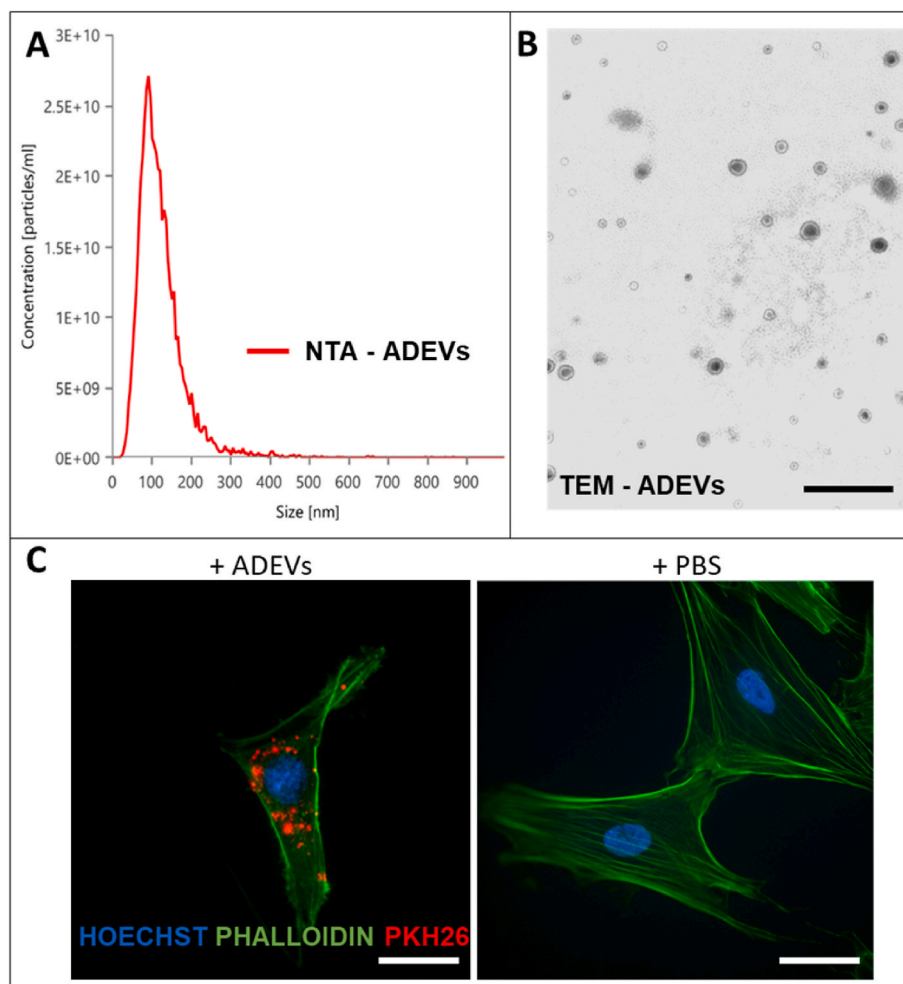 A
3E+10
2.5E+10
2E+10
1.5E+10
1E+10
5E+09
0E+00
Concentration [particles/ml]
NTA - ADEVs
0 100 200 300 400 500 600 700 800 900
Size [nm]
B
TEM - ADEVs
C
+ ADEVs
+ PBS
HOECHST PHALLOIDIN PKH26